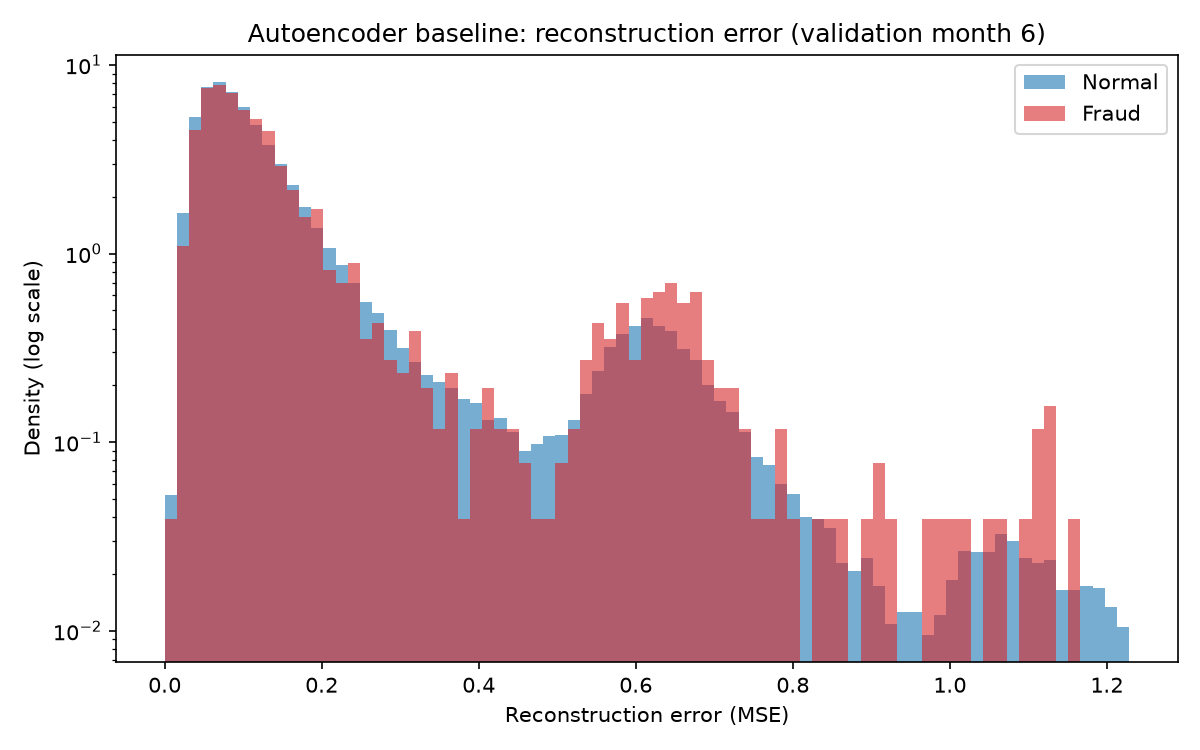 Autoencoder baseline: reconstruction error (validation month 6)
Normal
Fraud
Density (log scale)
10¹
10⁰
10⁻¹
10⁻²
0.0 0.2 0.4 0.6 0.8 1.0 1.2
Reconstruction error (MSE)